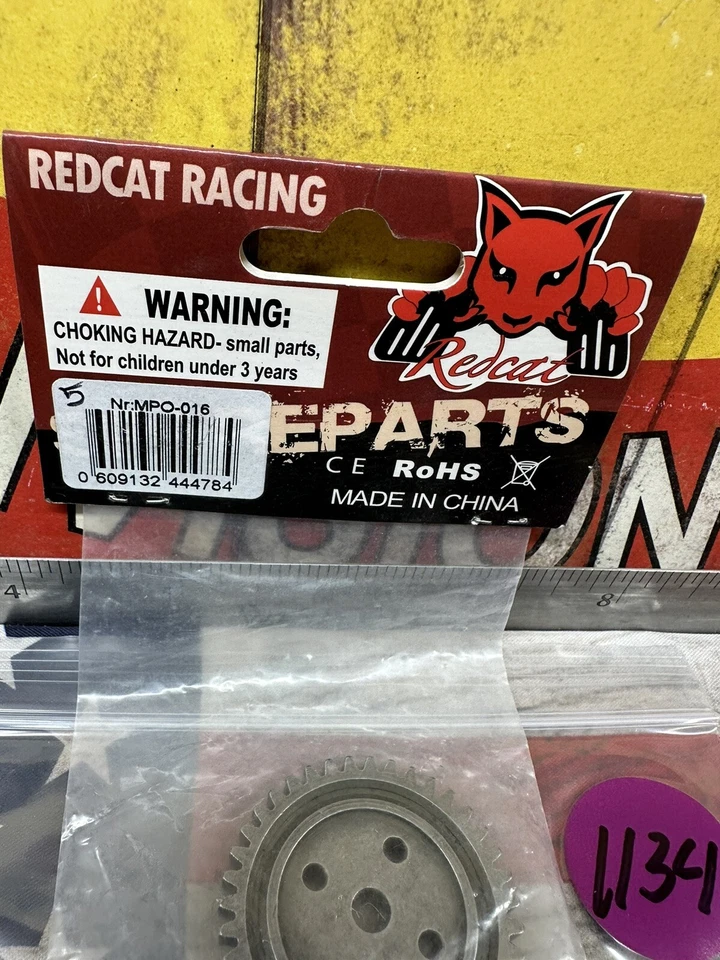 REDCAT RACING
WARNING:
CHOKING HAZARD- small parts,
Not for children under 3 years
Redcat
5
Nr:MPO-016
0 609132 444784
EPARTS
CE RoHS
MADE IN CHINA
4
8
1134